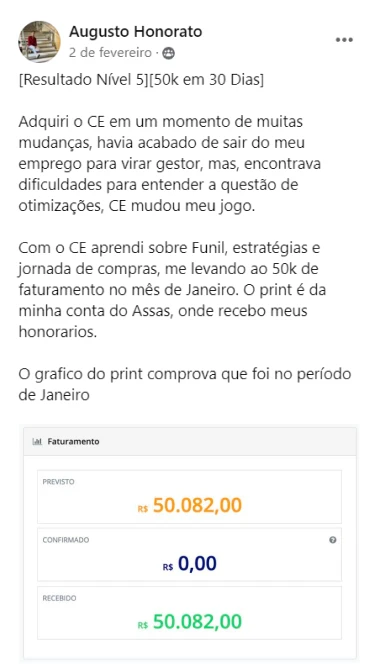 Augusto Honorato
2 de fevereiro ·
[Resultado Nível 5][50k em 30 Dias]
Adquiri o CE em um momento de muitas
mudanças, havia acabado de sair do meu
emprego para virar gestor, mas, encontrava
dificuldades para entender a questão de
otimizações, CE mudou meu jogo.
Com o CE aprendi sobre Funil, estratégias e
jornada de compras, me levando ao 50k de
faturamento no mês de Janeiro. O print é da
minha conta do Assas, onde recebo meus
honorarios.
O grafico do print comprova que foi no período
de Janeiro
Faturamento
PREVISTO
R$ 50.082,00
CONFIRMADO
R$ 0,00
RECEBIDO
R$ 50.082,00